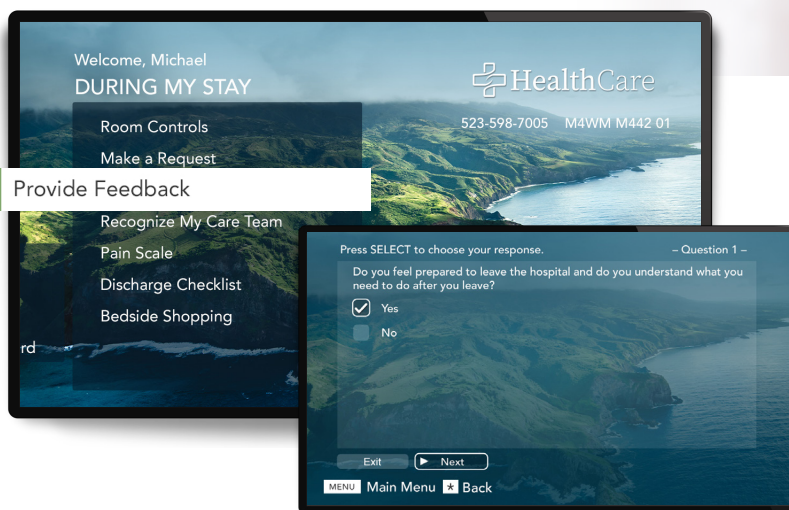 Welcome, Michael
DURING MY STAY
HealthCare
523-598-7005 M4WM M442 01
Room Controls
Make a Request
Provide Feedback
Recognize My Care Team
Pain Scale
Discharge Checklist
Bedside Shopping
rd
Press SELECT to choose your response.
– Question 1 –
Do you feel prepared to leave the hospital and do you understand what you
need to do after you leave?
Yes
No
Exit
Next
MENU Main Menu * Back